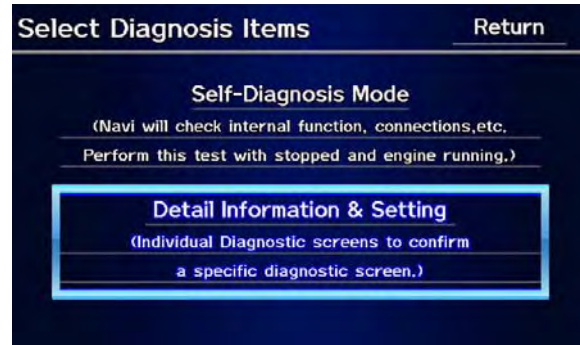 Select Diagnosis Items
Return
Self-Diagnosis Mode
(Navi will check internal function, connections,etc.
Perform this test with stopped and engine running.)
Detail Information & Setting
(Individual Diagnostic screens to confirm
a specific diagnostic screen.)